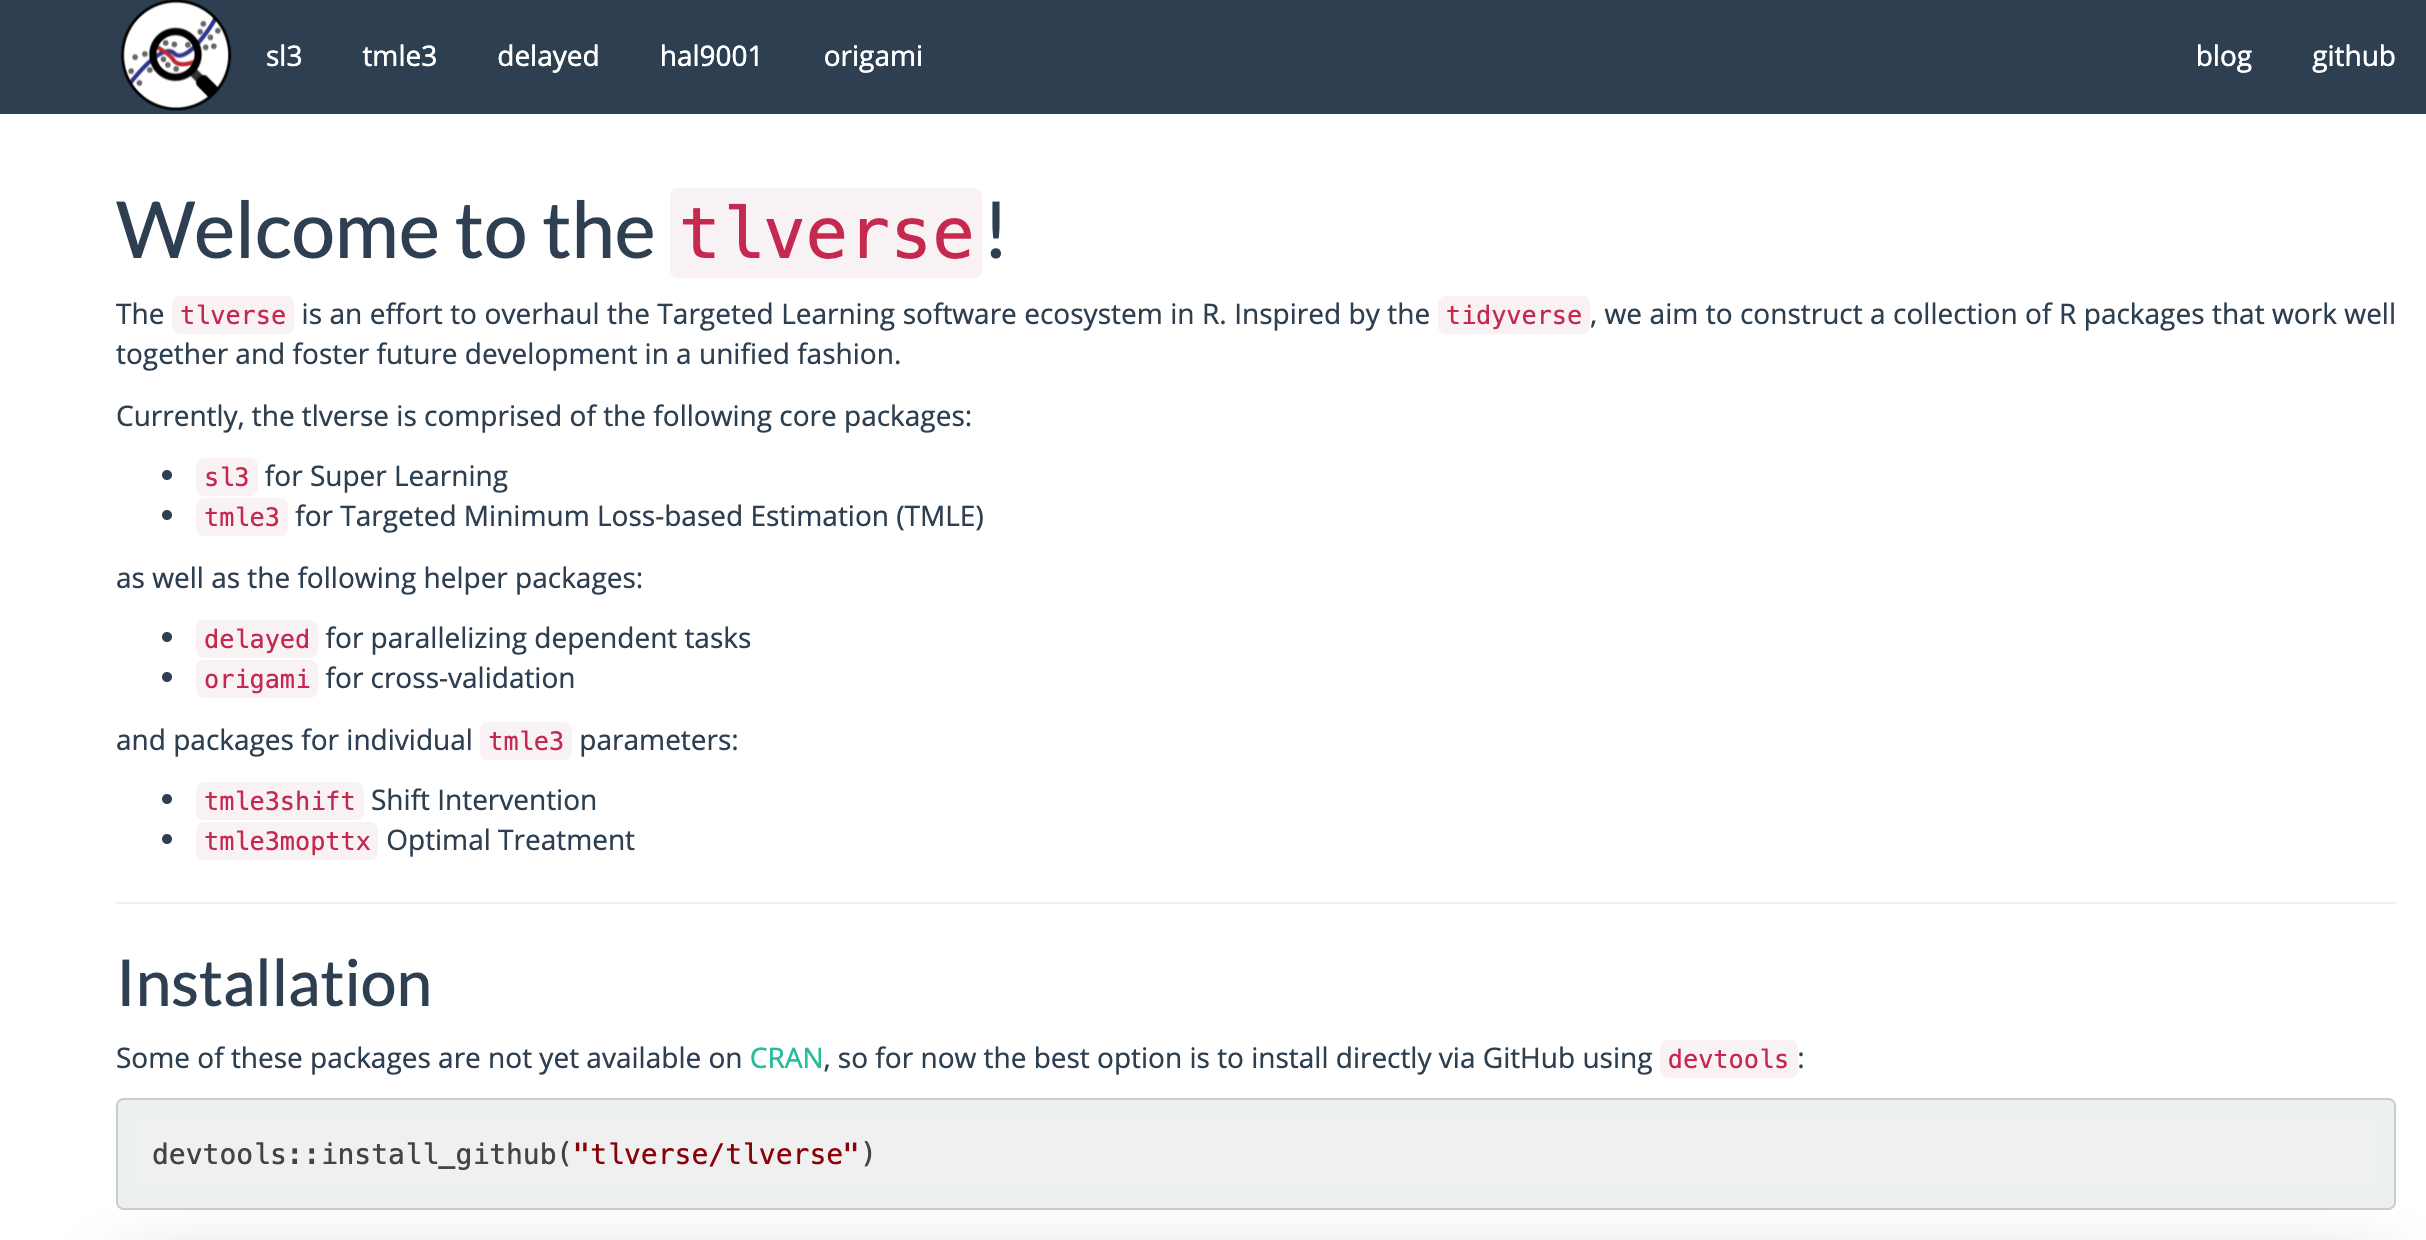 sl3 tmle3 delayed hal9001 origami blog github
Welcome to the tlverse!
The tlverse is an effort to overhaul the Targeted Learning software ecosystem in R. Inspired by the tidyverse, we aim to construct a collection of R packages that work well
together and foster future development in a unified fashion.
Currently, the tlverse is comprised of the following core packages:
• sl3 for Super Learning
• tmle3 for Targeted Minimum Loss-based Estimation (TMLE)
as well as the following helper packages:
• delayed for parallelizing dependent tasks
• origami for cross-validation
and packages for individual tmle3 parameters:
• tmle3shift Shift Intervention
• tmle3mopttx Optimal Treatment
Installation
Some of these packages are not yet available on CRAN, so for now the best option is to install directly via GitHub using devtools:
devtools::install_github("tlverse/tlverse")